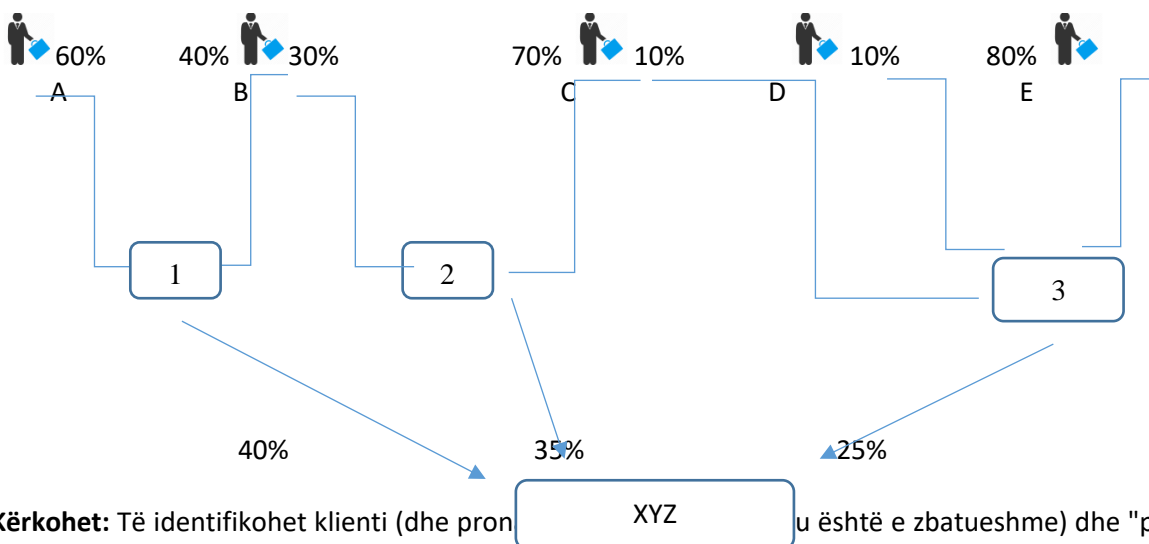 60% 40% 30% 70% 10% 10% 80%
A B C D E
1 2 3
40% 35% 25%
XYZ
Kërkohet: Të identifikohet klienti (dhe pron u është e zbatueshme) dhe "p